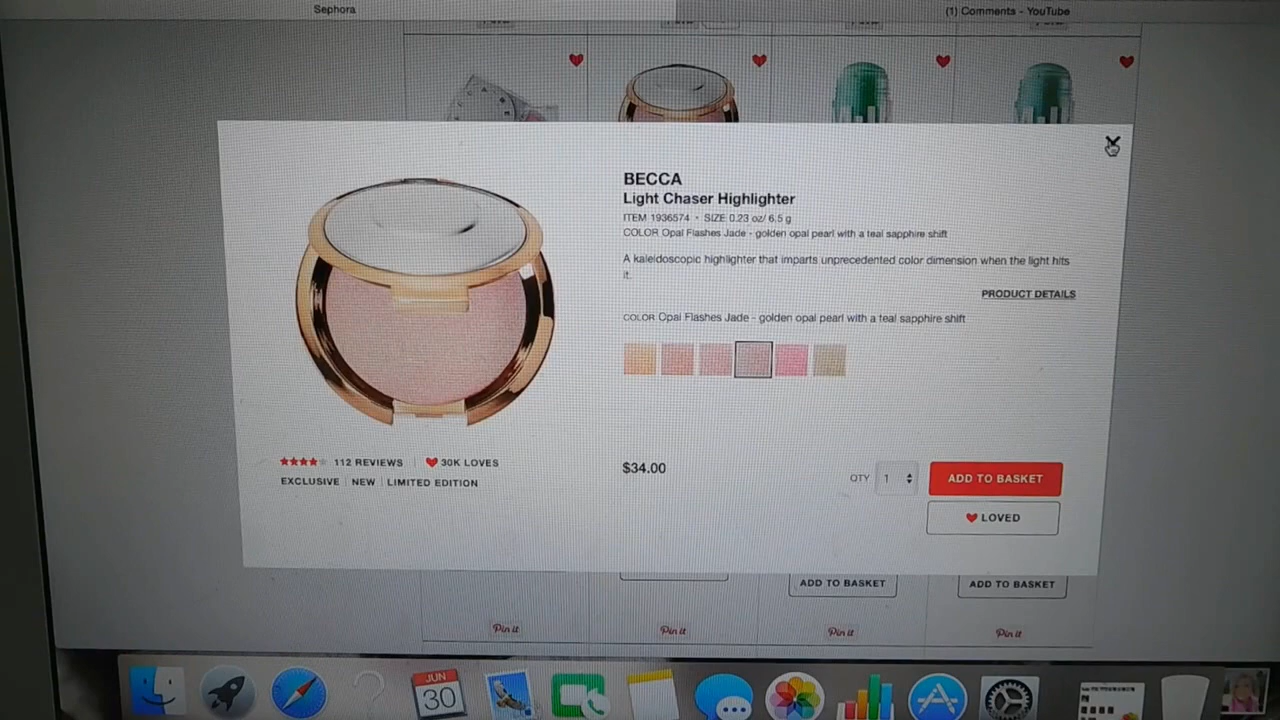 Sephora
(1) Comments - YouTube
BECCA
Light Chaser Highlighter
ITEM 1936574 • SIZE 0.23 oz/ 6.5 g
COLOR Opal Flashes Jade - golden opal pearl with a teal sapphire shift
A kaleidoscopic highlighter that imparts unprecedented color dimension when the light hits
it.
PRODUCT DETAILS
COLOR Opal Flashes Jade - golden opal pearl with a teal sapphire shift
112 REVIEWS
30K LOVES
EXCLUSIVE | NEW | LIMITED EDITION
$34.00
QTY 1
ADD TO BASKET
LOVED
ADD TO BASKET
ADD TO BASKET
Pin it
Pin it
Pin it
Pin it
JUN
30